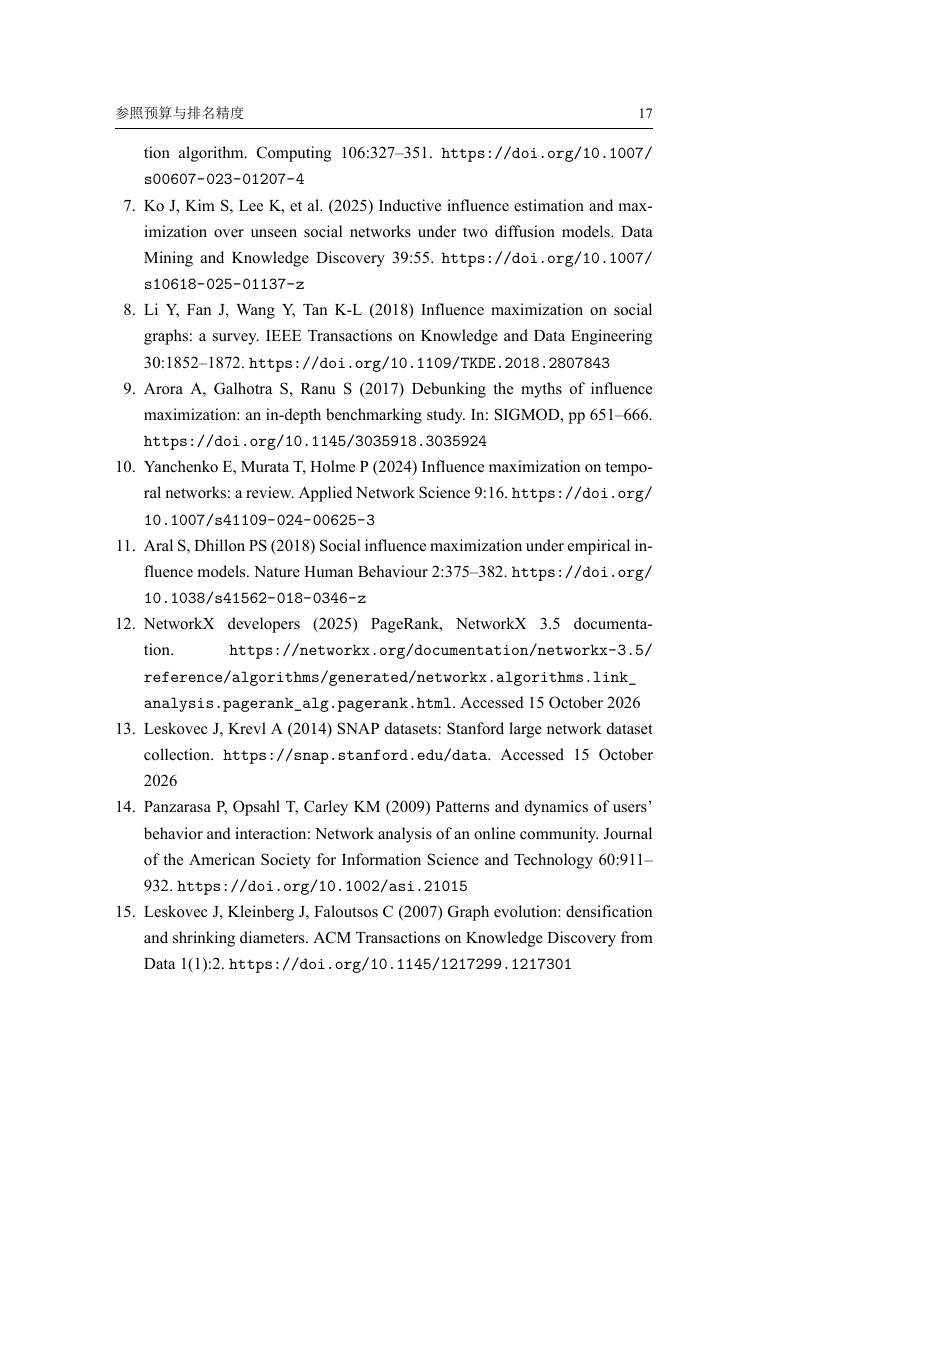 参照预算与排名精度 17
tion algorithm. Computing 106:327–351. https://doi.org/10.1007/
s00607-023-01207-4
7. Ko J, Kim S, Lee K, et al. (2025) Inductive influence estimation and max-
imization over unseen social networks under two diffusion models. Data
Mining and Knowledge Discovery 39:55. https://doi.org/10.1007/
s10618-025-01137-z
8. Li Y, Fan J, Wang Y, Tan K-L (2018) Influence maximization on social
graphs: a survey. IEEE Transactions on Knowledge and Data Engineering
30:1852–1872. https://doi.org/10.1109/TKDE.2018.2807843
9. Arora A, Galhotra S, Ranu S (2017) Debunking the myths of influence
maximization: an in-depth benchmarking study. In: SIGMOD, pp 651–666.
https://doi.org/10.1145/3035918.3035924
10. Yanchenko E, Murata T, Holme P (2024) Influence maximization on tempo-
ral networks: a review. Applied Network Science 9:16. https://doi.org/
10.1007/s41109-024-00625-3
11. Aral S, Dhillon PS (2018) Social influence maximization under empirical in-
fluence models. Nature Human Behaviour 2:375–382. https://doi.org/
10.1038/s41562-018-0346-z
12. NetworkX developers (2025) PageRank, NetworkX 3.5 documenta-
tion. https://networkx.org/documentation/networkx-3.5/
reference/algorithms/generated/networkx.algorithms.link_
analysis.pagerank_alg.pagerank.html. Accessed 15 October 2026
13. Leskovec J, Krevl A (2014) SNAP datasets: Stanford large network dataset
collection. https://snap.stanford.edu/data. Accessed 15 October
2026
14. Panzarasa P, Opsahl T, Carley KM (2009) Patterns and dynamics of users’
behavior and interaction: Network analysis of an online community. Journal
of the American Society for Information Science and Technology 60:911–
932. https://doi.org/10.1002/asi.21015
15. Leskovec J, Kleinberg J, Faloutsos C (2007) Graph evolution: densification
and shrinking diameters. ACM Transactions on Knowledge Discovery from
Data 1(1):2. https://doi.org/10.1145/1217299.1217301